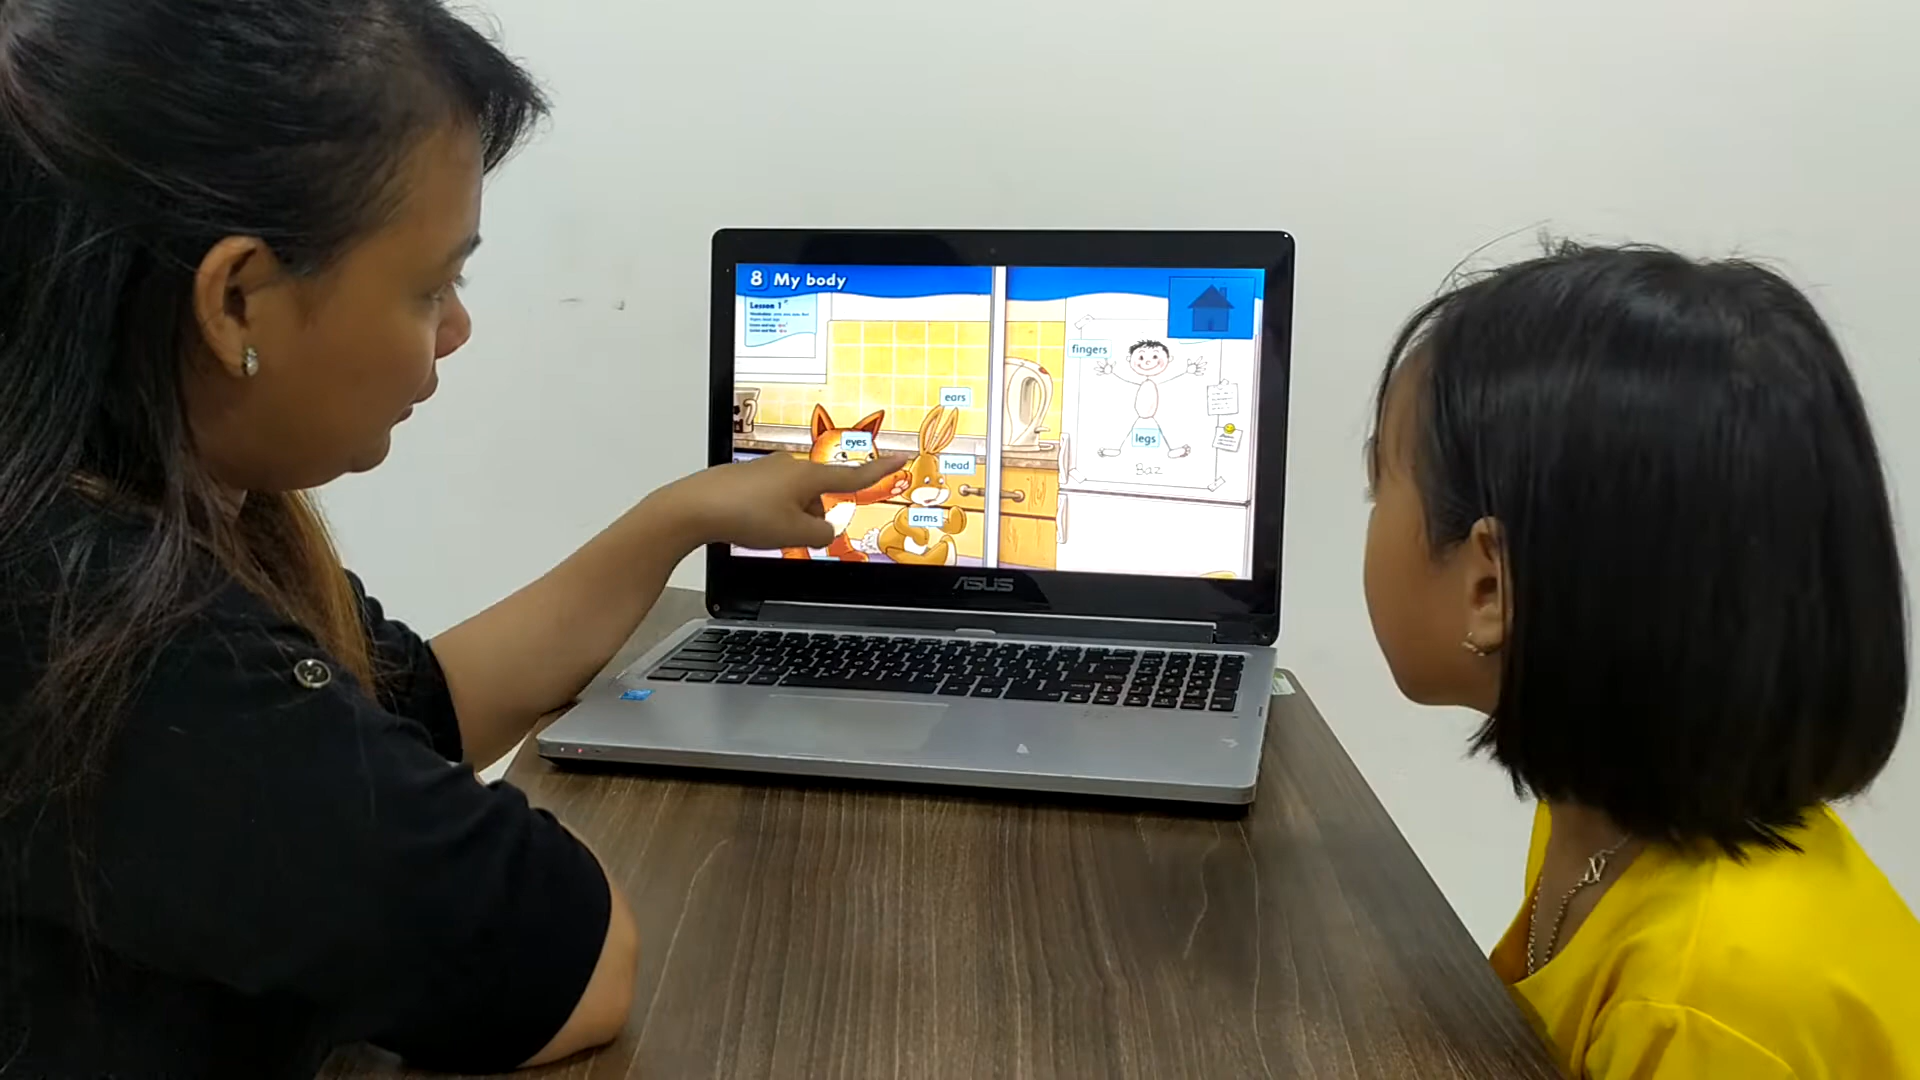 8 My body
Lesson 1
fingers
ears
eyes
head
legs
Baz
arms
ASUS